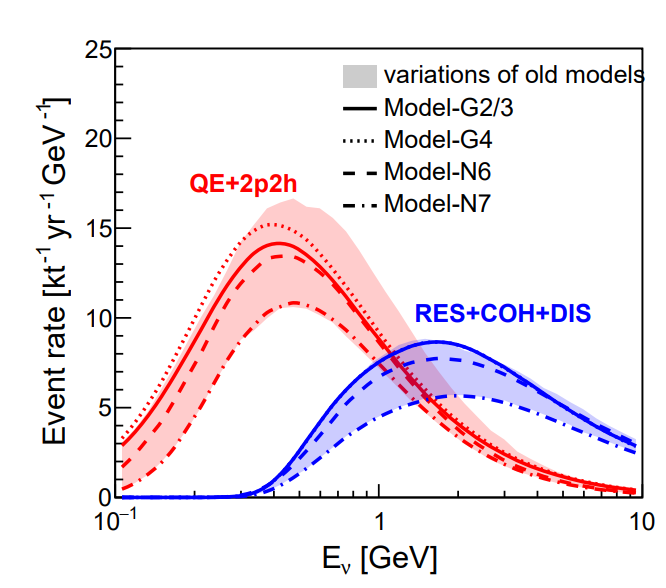 25
20
15
10
5
0
Event rate [kt⁻¹ yr⁻¹ GeV⁻¹]
variations of old models
Model-G2/3
Model-G4
Model-N6
Model-N7
QE+2p2h
RES+COH+DIS
10⁻¹
1
10
Eᵥ [GeV]